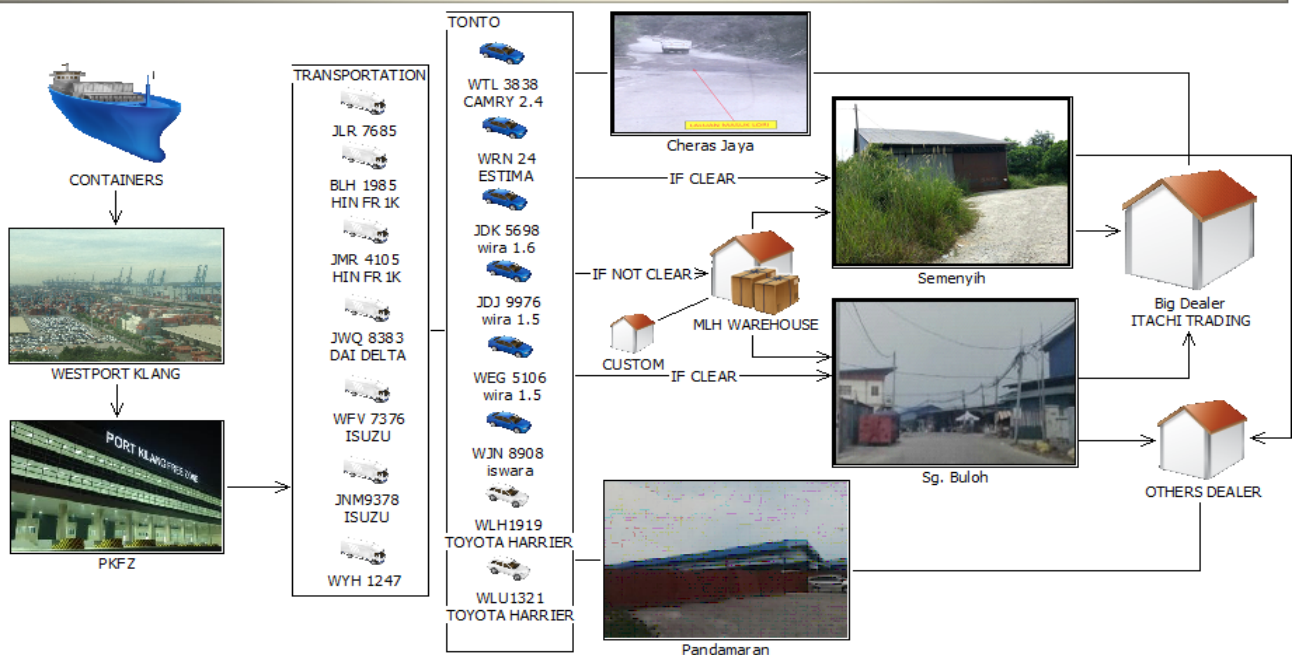 CONTAINERS
WESTPORT KLANG
PORT KLANG FREE ZONE
PKFZ
TRANSPORTATION
JLR 7685
BLH 1985
HIN FR 1K
JMR 4105
HIN FR 1K
JWQ 8383
DAI DELTA
WFV 7376
ISUZU
JNM9378
ISUZU
WYH 1247
TONTO
WTL 3838
CAMRY 2.4
WRN 24
ESTIMA
JDK 5698
wira 1.6
JDJ 9976
wira 1.5
WEG 5106
wira 1.5
WJN 8908
iswara
WLH1919
TOYOTA HARRIER
WLU1321
TOYOTA HARRIER
Cheras Jaya
IF CLEAR
IF NOT CLEAR
MLH WAREHOUSE
CUSTOM
IF CLEAR
Semenyih
Sg. Buloh
Pandamaran
Big Dealer
ITACHI TRADING
OTHERS DEALER